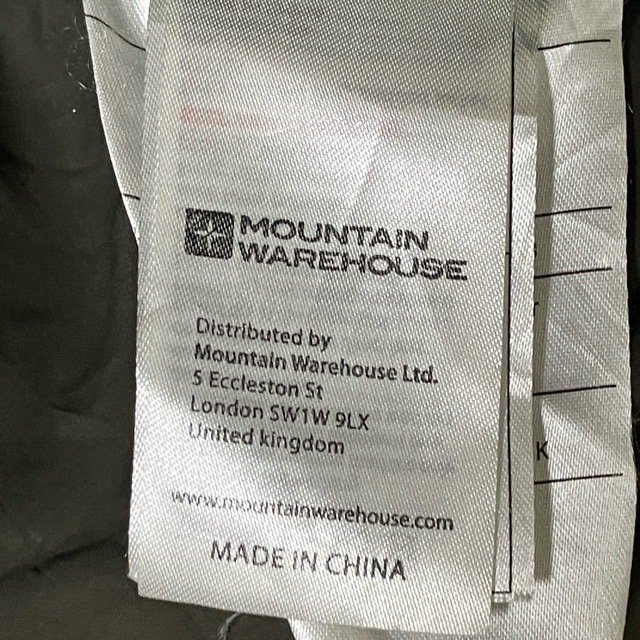 MOUNTAIN
WAREHOUSE
Distributed by
Mountain Warehouse Ltd.
5 Eccleston St
London SW1W 9LX
United kingdom
www.mountainwarehouse.com
MADE IN CHINA
K